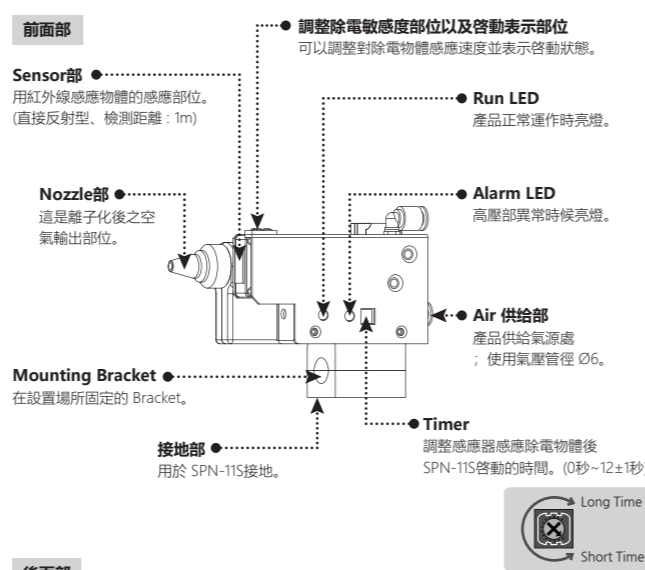 前面部
調整除電敏感度部位以及啓動表示部位
可以調整對除電物體感應速度並表示啓動狀態。
Sensor部
用紅外線感應物體的感應部位。
(直接反射型、檢測距離 : 1m)
Run LED
產品正常運作時亮燈。
Nozzle部
這是離子化後之空
氣輸出部位。
Alarm LED
高壓部異常時候亮燈。
Air 供給部
產品供給氣源處
；使用氣壓管徑 Ø6。
Mounting Bracket
在設置場所固定的 Bracket。
接地部
用於 SPN-11S接地。
Timer
調整感應器感應除電物體後
SPN-11S啓動的時間。(0秒~12±1秒)
Long Time
Short Time
後面部